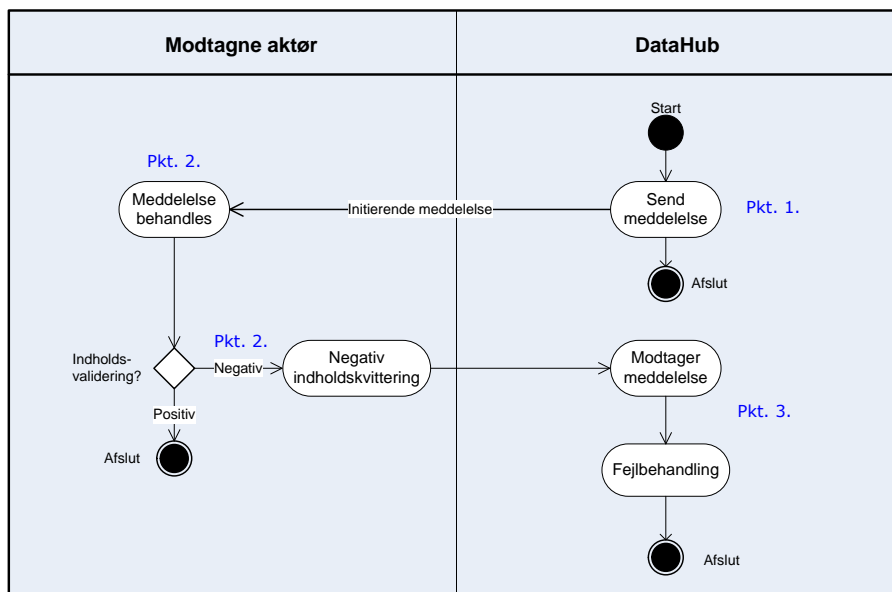 Modtagne aktør
DataHub
Start
Pkt. 2.
Meddelelse
behandles
Initierende meddelelse
Send
meddelelse
Pkt. 1.
Afslut
Indholds-
validering?
Pkt. 2.
Negativ
Negativ
indholdskvittering
Modtager
meddelelse
Positiv
Pkt. 3.
Afslut
Fejlbehandling
Afslut